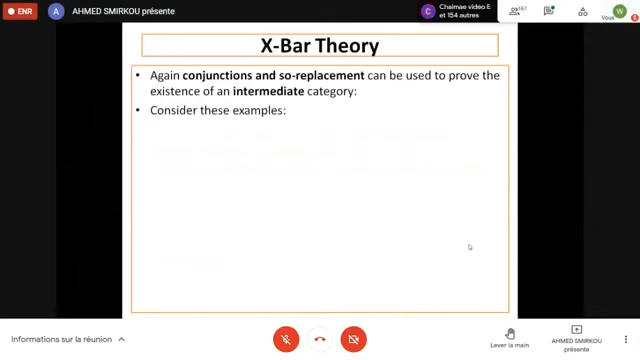 ENR
A
AHMED SMIRKOU présente
C
Chaimae video E
et 154 autres
167
W
Vous
X-Bar Theory
• Again conjunctions and so-replacement can be used to prove the
existence of an intermediate category:
• Consider these examples:
Informations sur la réunion
Lever la main
AHMED SMIRKOU
présente